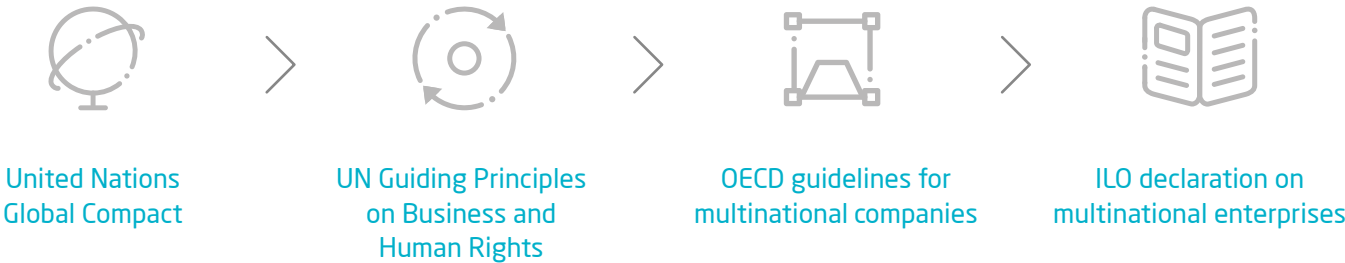 United Nations
Global Compact
UN Guiding Principles
on Business and
Human Rights
OECD guidelines for
multinational companies
ILO declaration on
multinational enterprises